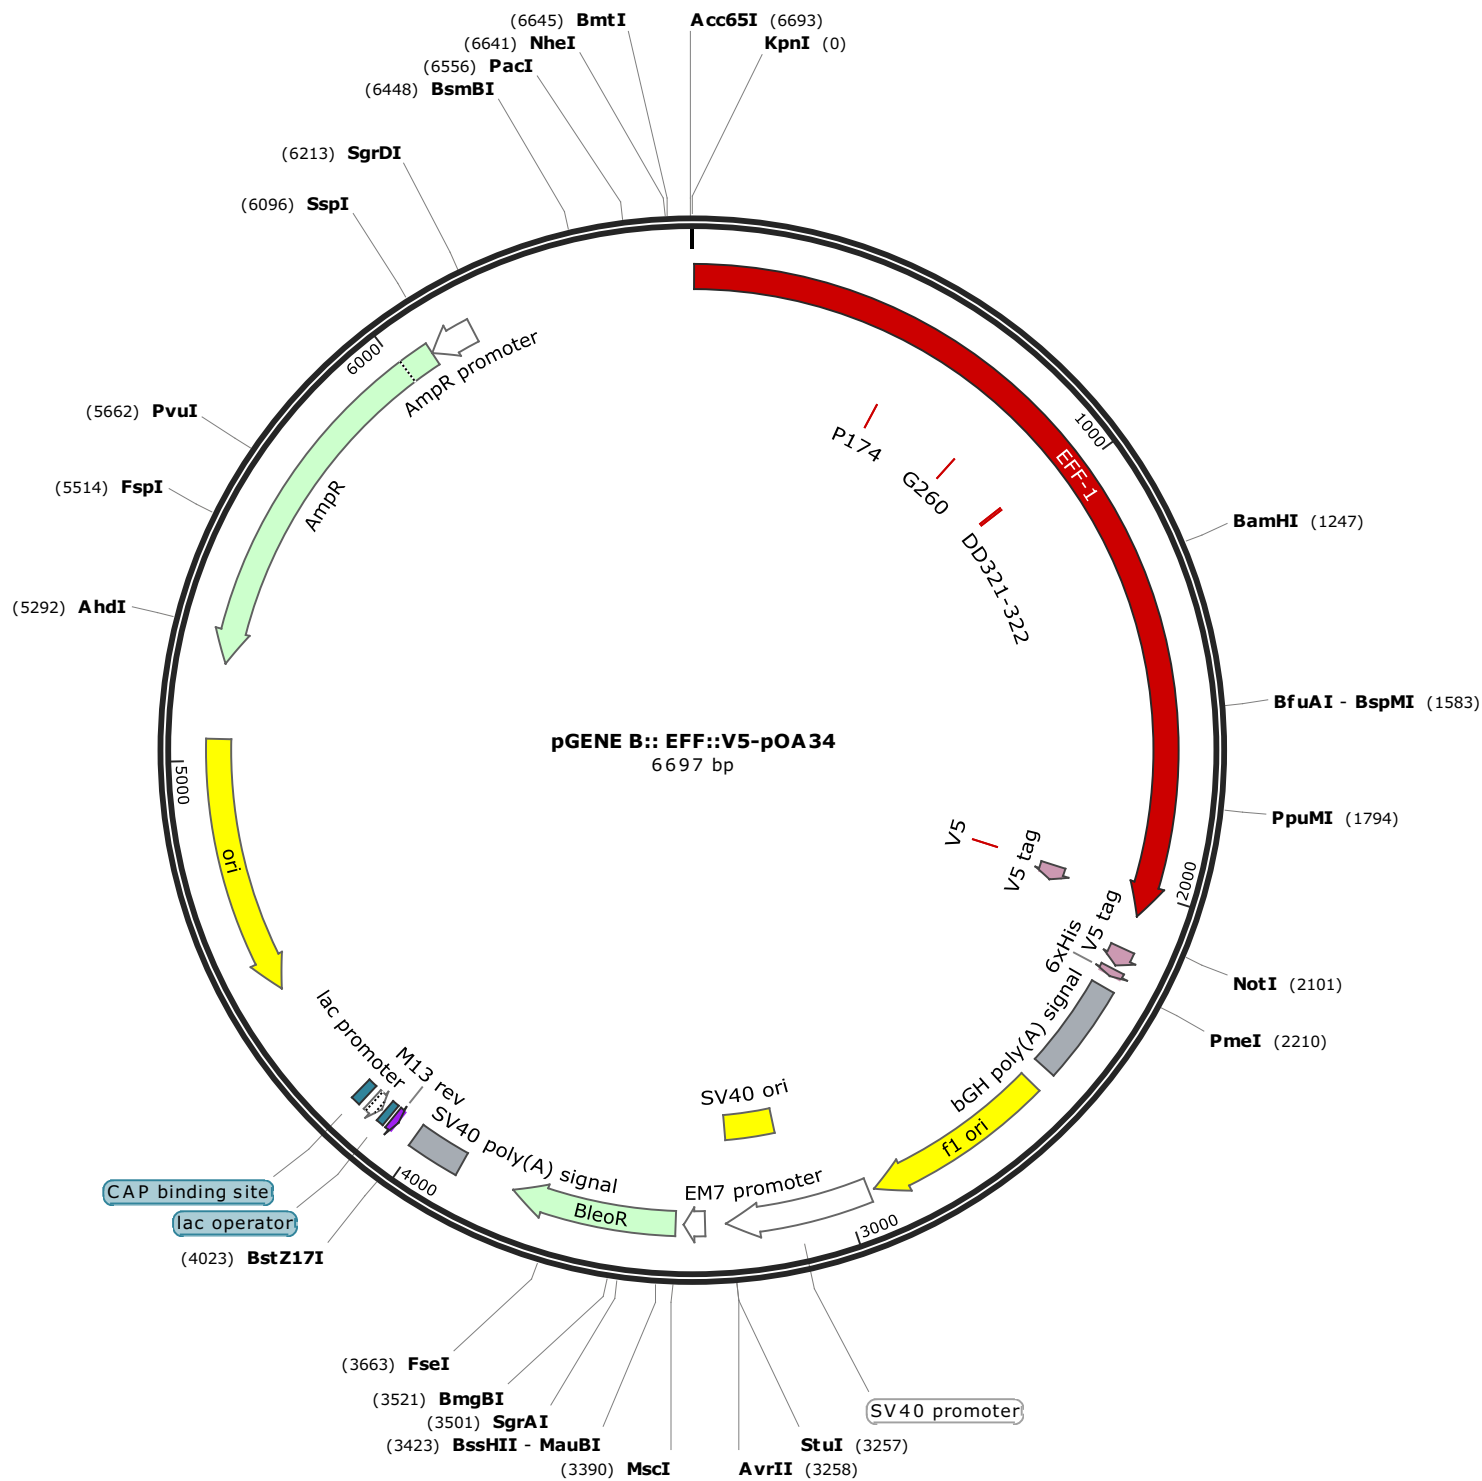 (6645) BmtI
Acc65I (6693)
(6641) NheI
KpnI (0)
(6556) PacI
(6448) BsmBI
(6213) SgrDI
(6096) SspI
AmpR promoter
6000
1000
EFF-1
P174
(5662) PvuI
G260
(5514) FspI
AmpR
BamHI (1247)
DD321-322
(5292) AhdI
BfuAI - BspMI (1583)
pGENE B:: EFF::V5-pOA34
6697 bp
5000
PpuMI (1794)
V5
V5 tag
ori
2000
V5 tag
6xHis
NotI (2101)
bGH poly(A) signal
PmeI (2210)
lac promoter
M13 rev
SV40 ori
f1 ori
SV40 poly(A) signal
EM7 promoter
CAP binding site
4000
BleoR
lac operator
3000
(4023) BstZ17I
(3663) FseI
(3521) BmgBI
SV40 promoter
(3501) SgrAI
(3423) BssHII - MauBI
StuI (3257)
(3390) MscI
AvrII (3258)